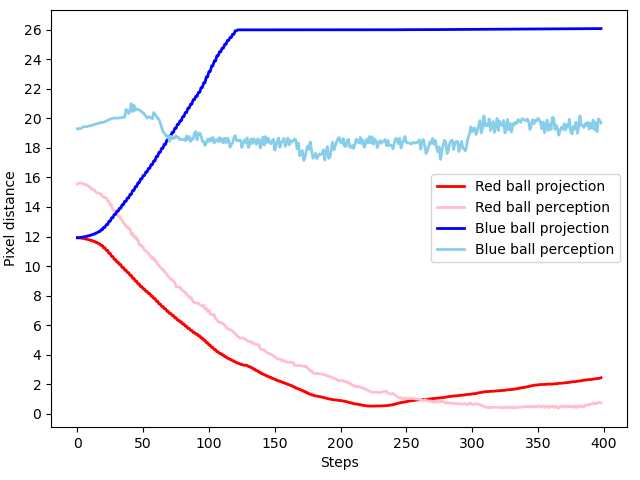 26
24
22
20
18
16
14
12
10
8
6
4
2
0
Pixel distance
Red ball projection
Red ball perception
Blue ball projection
Blue ball perception
0 50 100 150 200 250 300 350 400
Steps